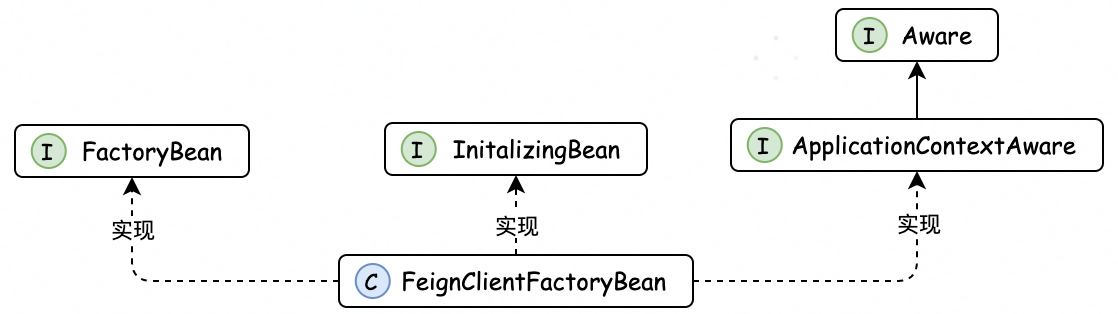 I Aware
I FactoryBean
I InitalizingBean
I ApplicationContextAware
实现
实现
实现
C FeignClientFactoryBean